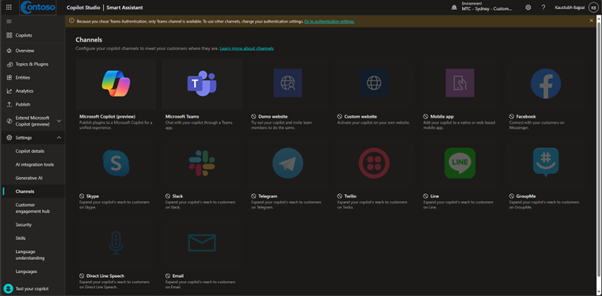 Contoso
Copilot Studio | Smart Assistant
Environment
MTC - Sydney - Custom...
Kaustubh Bajpai
KB
Because you chose Teams Authentication, only Teams channel is available. To use other channels, change your authentication settings. Go to authentication settings.
Copilots
Overview
Topics & Plugins
Entities
Analytics
Publish
Extend Microsoft
Copilot (preview)
Settings
Copilot details
AI integration tools
Generative AI
Channels
Customer
engagement hub
Security
Skills
Language
understanding
Languages
Test your copilot
Channels
Configure your copilot channels to meet your customers where they are. Learn more about channels
Microsoft Copilot (preview)
Publish plugins to a Microsoft Copilot for a
unified experience.
Microsoft Teams
Chat with your copilot through a Teams
app.
Demo website
Try out your copilot and invite team
members to do the same.
Custom website
Activate your copilot on your own website.
Mobile app
Add your copilot to a native or web-based
mobile app.
Facebook
Connect with your customers on
Messenger.
Skype
Expand your copilot's reach to customers
on Skype.
Slack
Expand your copilot's reach to customers
on Slack.
Telegram
Expand your copilot's reach to customers
on Telegram.
Twilio
Expand your copilot's reach to customers
on Twilio.
LINE
Line
Expand your copilot's reach to customers
on Line.
GroupMe
Expand your copilot's reach to customers
on GroupMe.
Direct Line Speech
Expand your copilot's reach to customers
on Direct Line Speech.
Email
Expand your copilot's reach to customers
on Email.